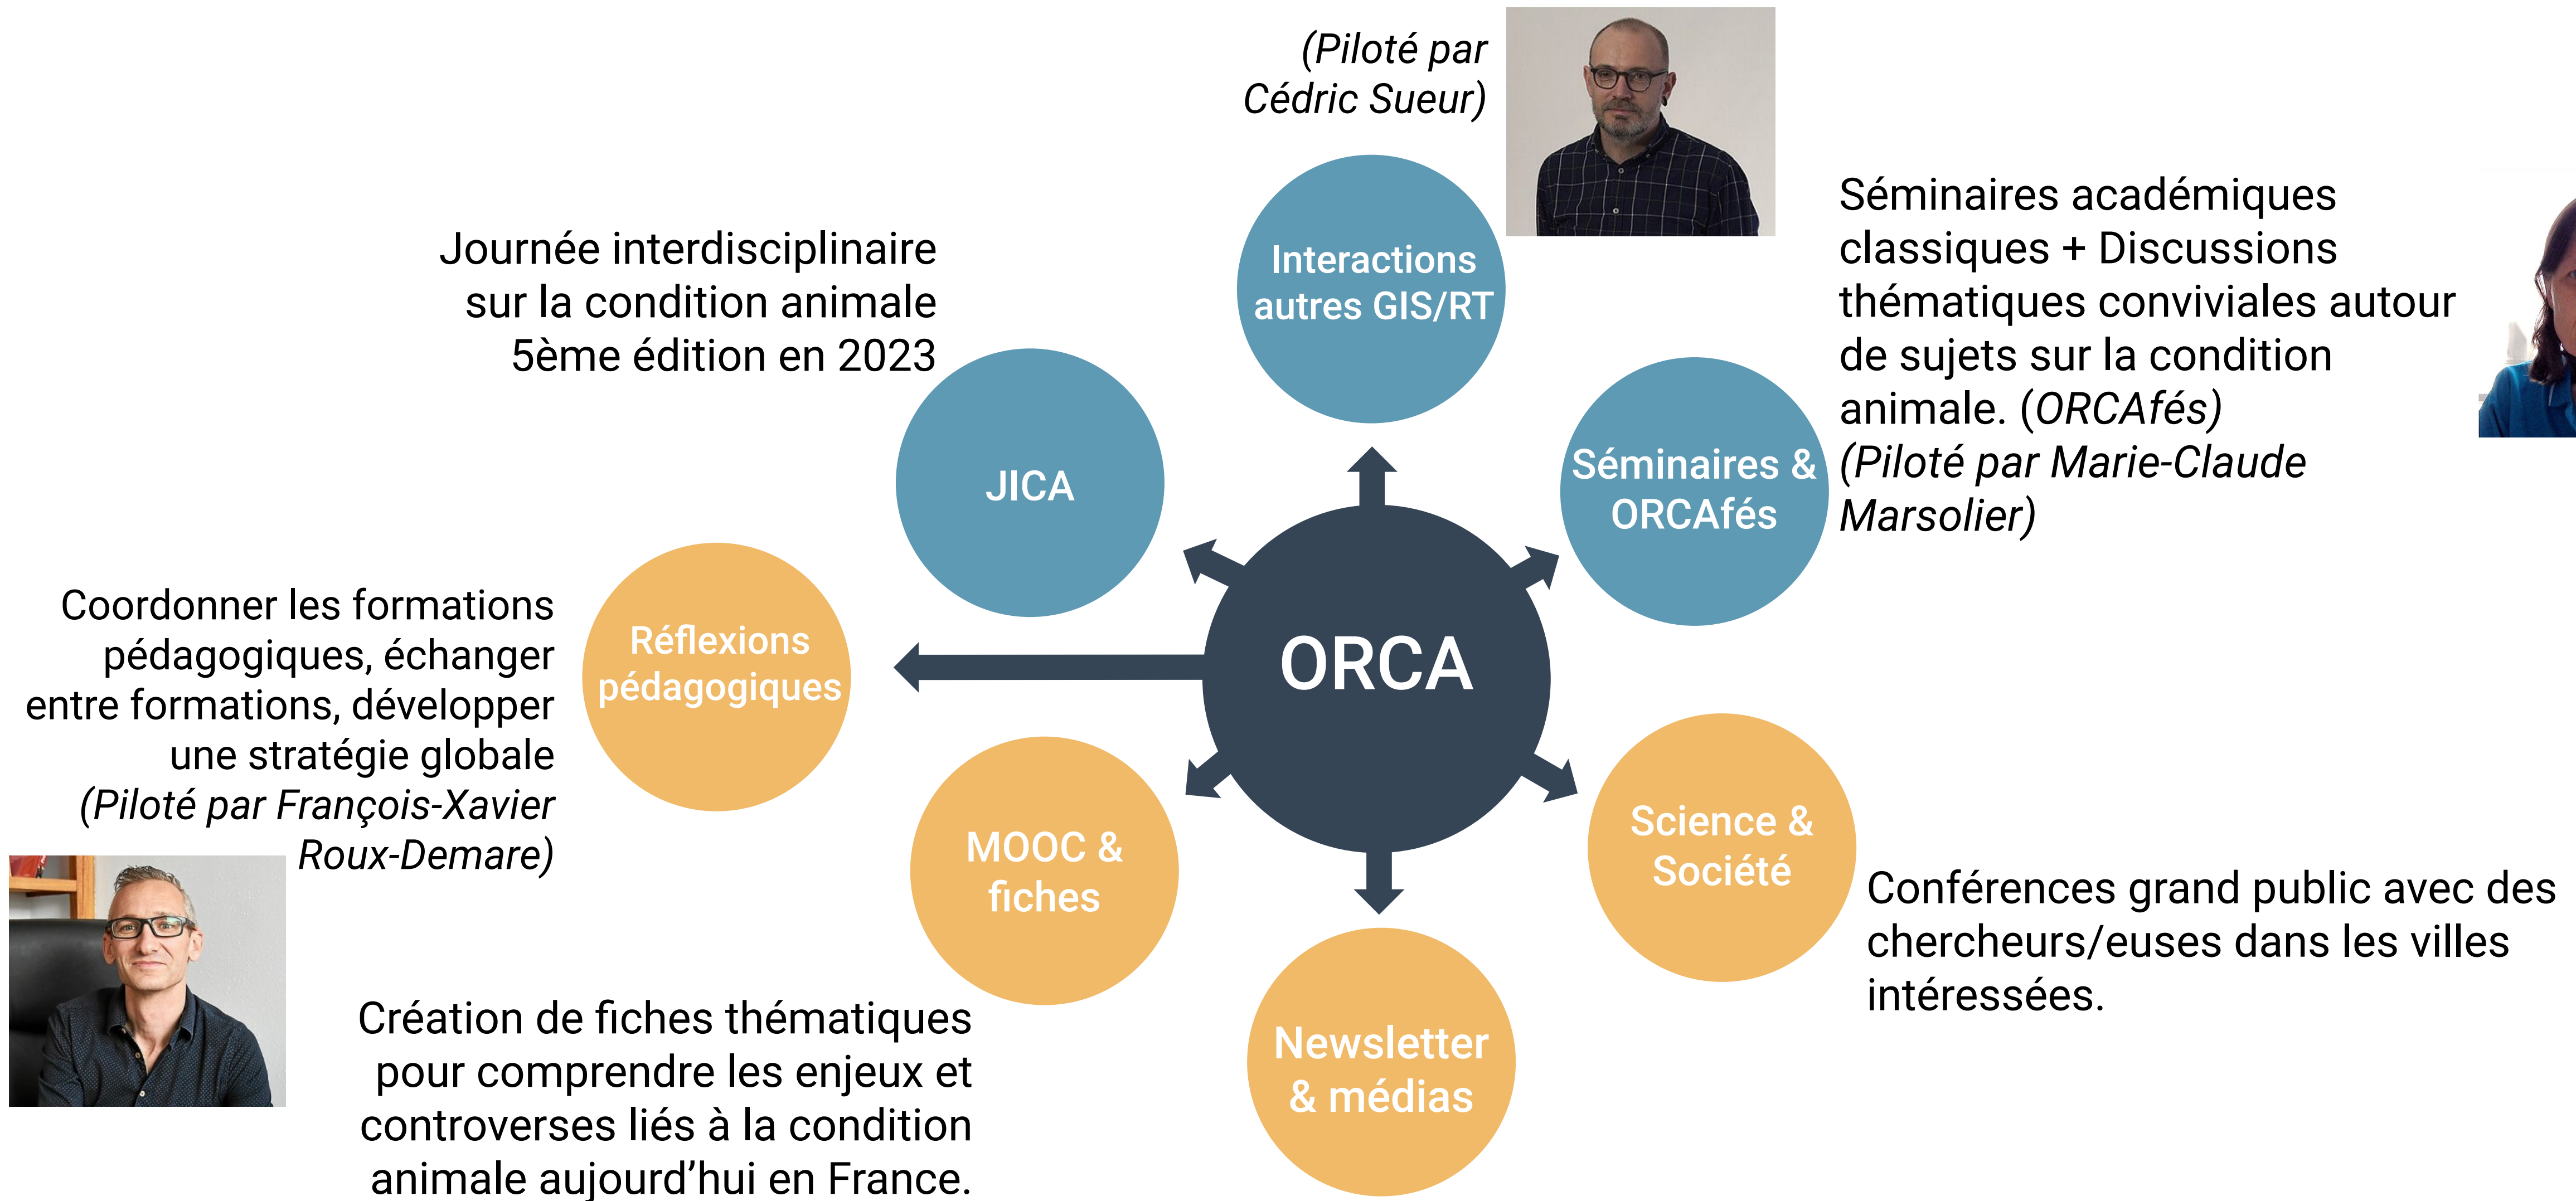 (Piloté par
Cédric Sueur)
Interactions
autres GIS/RT
Journée interdisciplinaire
sur la condition animale
5ème édition en 2023
JICA
Séminaires académiques
classiques + Discussions
thématiques conviviales autour
de sujets sur la condition
animale. (ORCAfés)
(Piloté par Marie-Claude
Marsolier)
Séminaires &
ORCAfés
Coordonner les formations
pédagogiques, échanger
entre formations, développer
une stratégie globale
(Piloté par François-Xavier
Roux-Demare)
Réflexions
pédagogiques
ORCA
MOOC &
fiches
Création de fiches thématiques
pour comprendre les enjeux et
controverses liés à la condition
animale aujourd’hui en France.
Science &
Société
Conférences grand public avec des
chercheurs/euses dans les villes
intéressées.
Newsletter
& médias